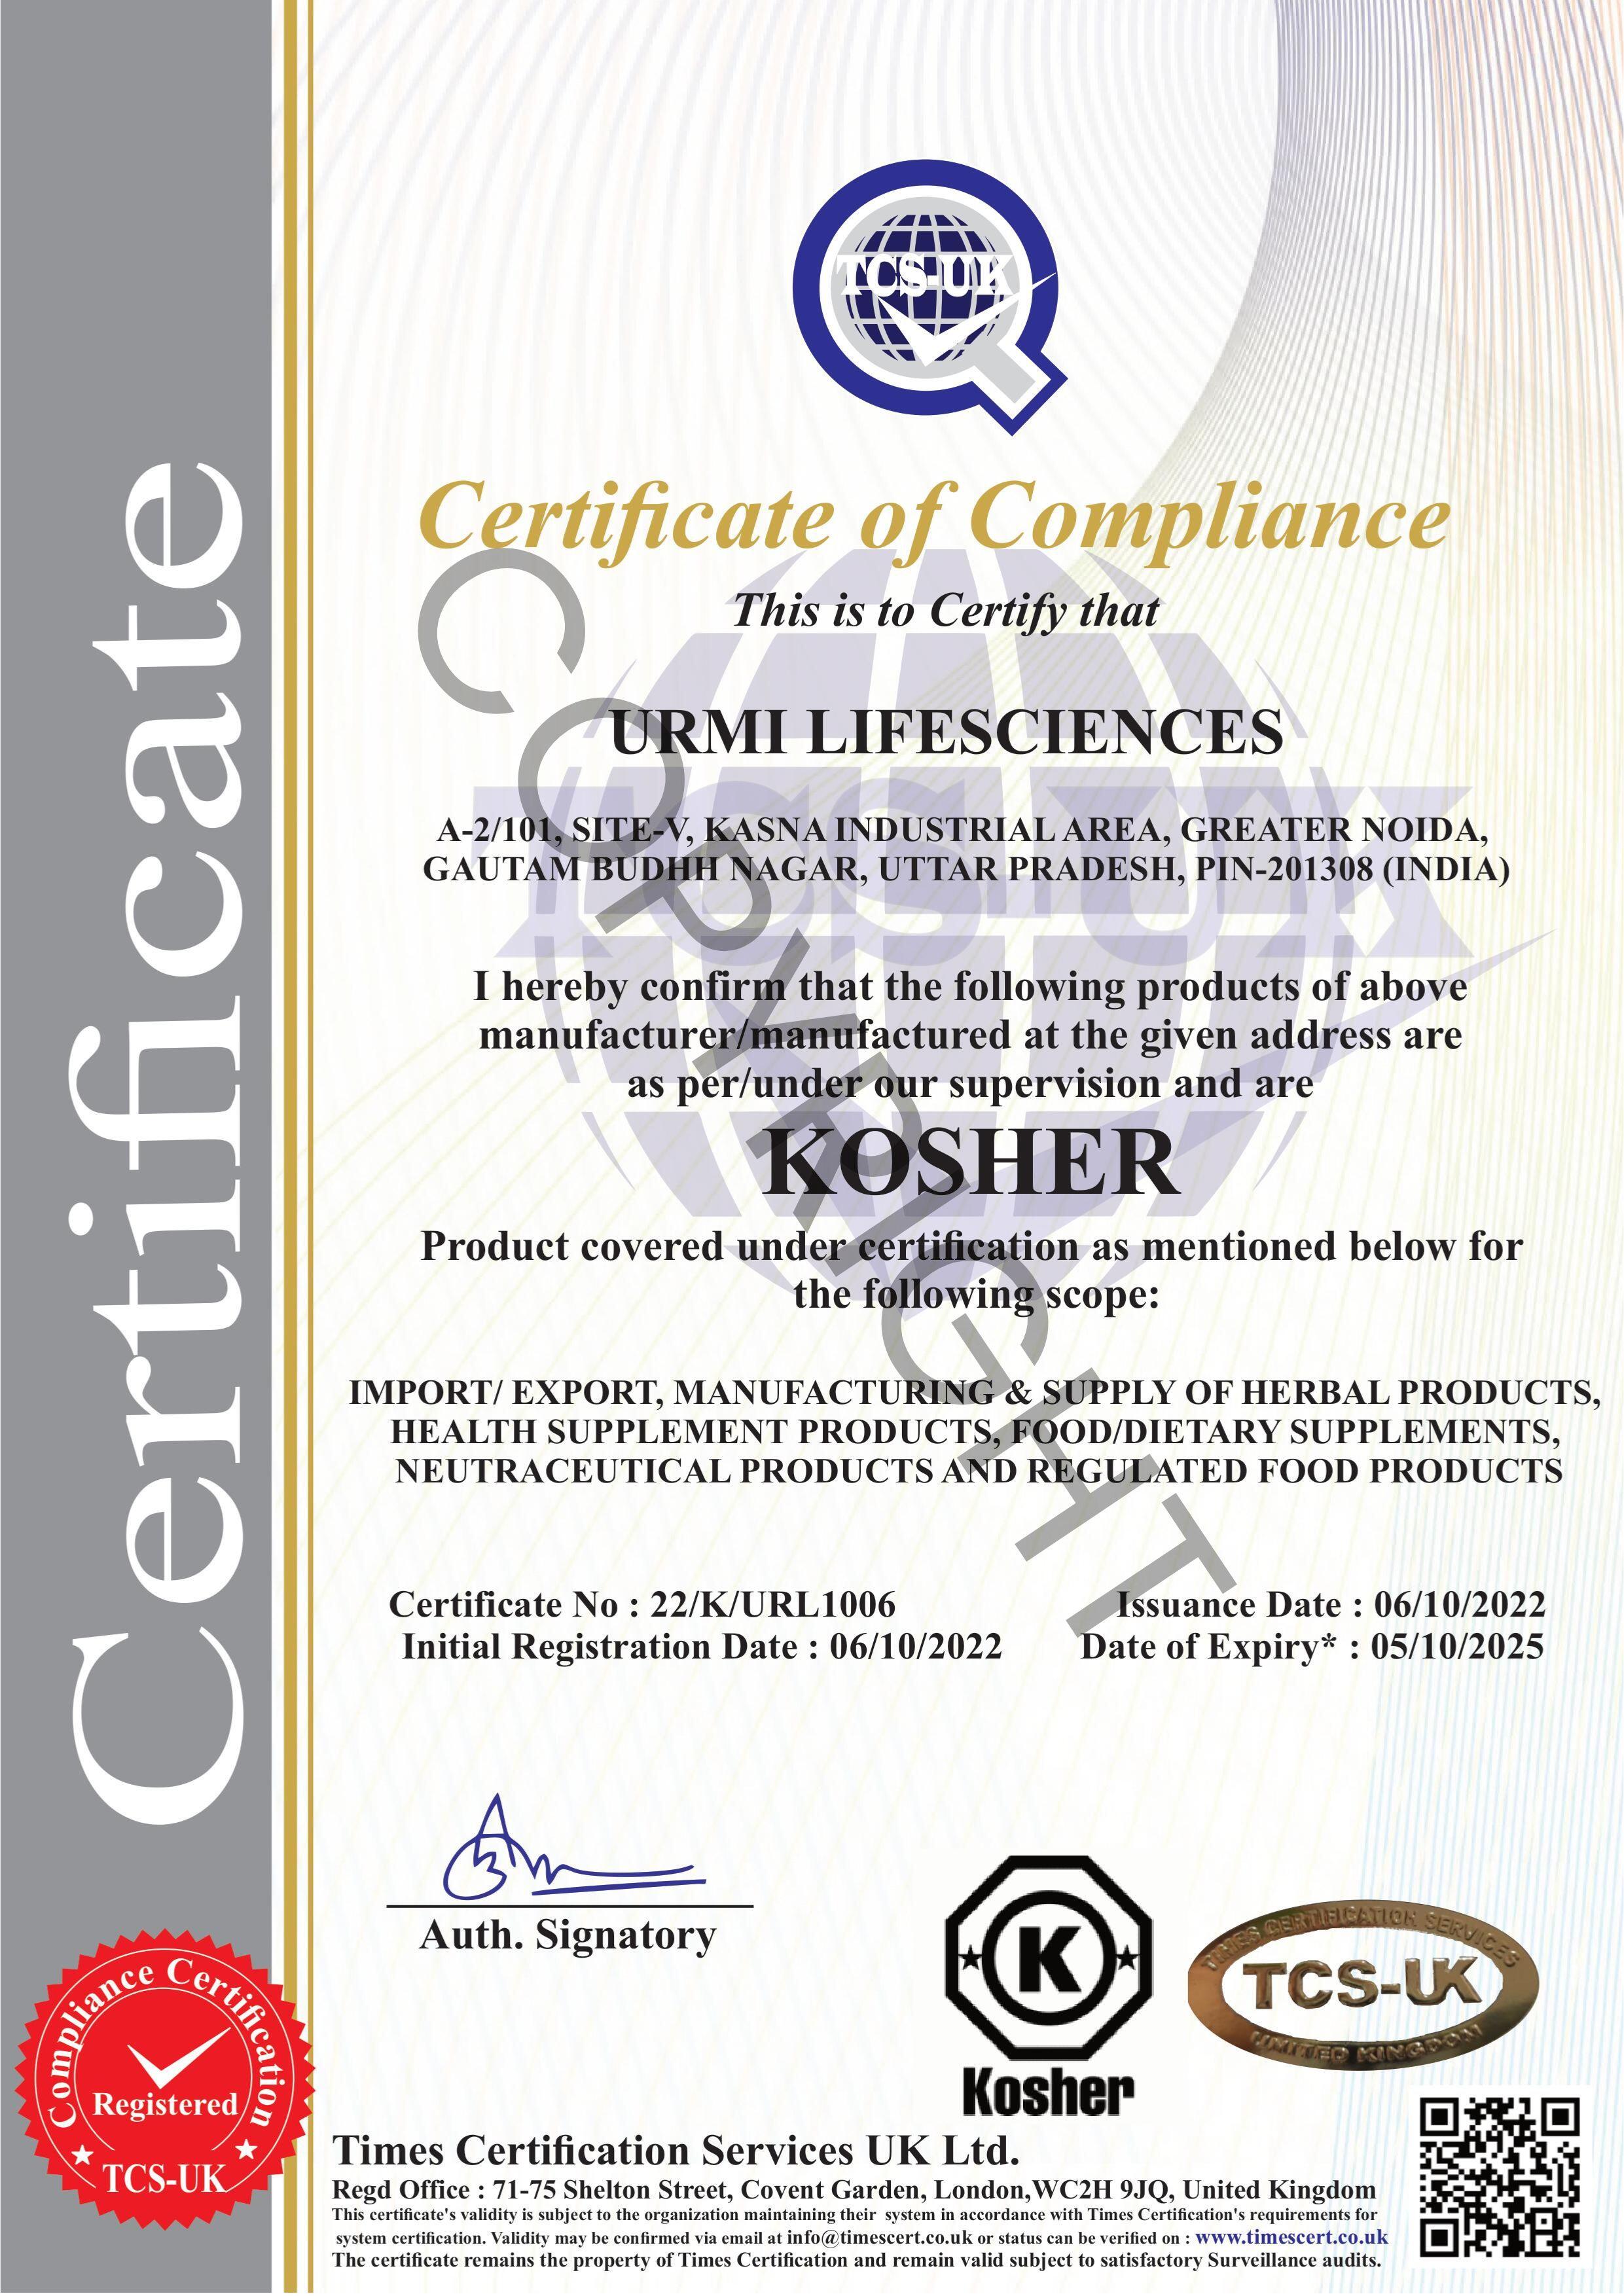 Certificate
TCS-UK
Certificate of Compliance
This is to Certify that
URMI LIFESCIENCES
TCS-UK
A-2/101, SITE-V, KASNA INDUSTRIAL AREA, GREATER NOIDA,
GAUTAM BUDHH NAGAR, UTTAR PRADESH, PIN-201308 (INDIA)
I hereby confirm that the following products of above
manufacturer/manufactured at the given address are
as per/under our supervision and are
KOSHER
Product covered under certification as mentioned below for
the following scope:
COPYRIGHT
IMPORT/ EXPORT, MANUFACTURING & SUPPLY OF HERBAL PRODUCTS,
HEALTH SUPPLEMENT PRODUCTS, FOOD/DIETARY SUPPLEMENTS,
NEUTRACEUTICAL PRODUCTS AND REGULATED FOOD PRODUCTS
Certificate No : 22/K/URL1006
Issuance Date : 06/10/2022
Initial Registration Date : 06/10/2022
Date of Expiry* : 05/10/2025
Auth. Signatory
K
Kosher
TIMES CERTIFICATION SERVICES
TCS-UK
UNITED KINGDOM
Compliance Certification
Registered
TCS-UK
Times Certification Services UK Ltd.
Regd Office : 71-75 Shelton Street, Covent Garden, London,WC2H 9JQ, United Kingdom
This certificate's validity is subject to the organization maintaining their system in accordance with Times Certification's requirements for
system certification. Validity may be confirmed via email at info@timescert.co.uk or status can be verified on : www.timescert.co.uk
The certificate remains the property of Times Certification and remain valid subject to satisfactory Surveillance audits.